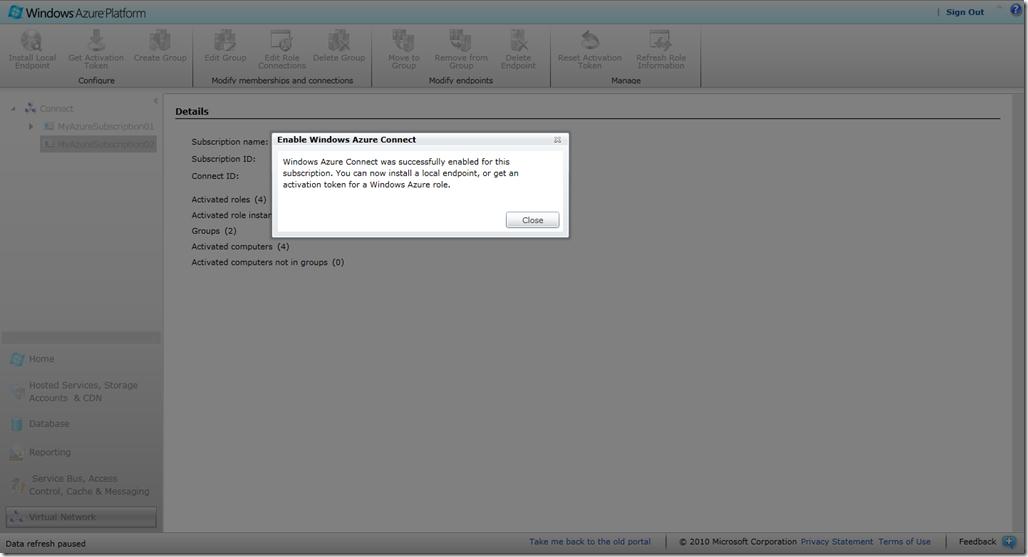 Windows Azure Platform
Sign Out
Install Local Endpoint
Get Activation Token
Create Group
Configure
Edit Group
Edit Role Connections
Delete Group
Modify memberships and connections
Move to Group
Remove from Group
Delete Endpoint
Modify endpoints
Reset Activation Token
Refresh Role Information
Manage
Connect
MyAzureSubscription01
MyAzureSubscription02
Details
Subscription name:
Subscription ID:
Connect ID:
Activated roles (4)
Activated role instan
Groups (2)
Activated computers (4)
Activated computers not in groups (0)
Enable Windows Azure Connect
Windows Azure Connect was successfully enabled for this
subscription. You can now install a local endpoint, or get an
activation token for a Windows Azure role.
Close
Home
Hosted Services, Storage
Accounts & CDN
Database
Reporting
Service Bus, Access
Control, Cache & Messaging
Virtual Network
Data refresh paused
Take me back to the old portal
© 2010 Microsoft Corporation Privacy Statement Terms of Use
Feedback